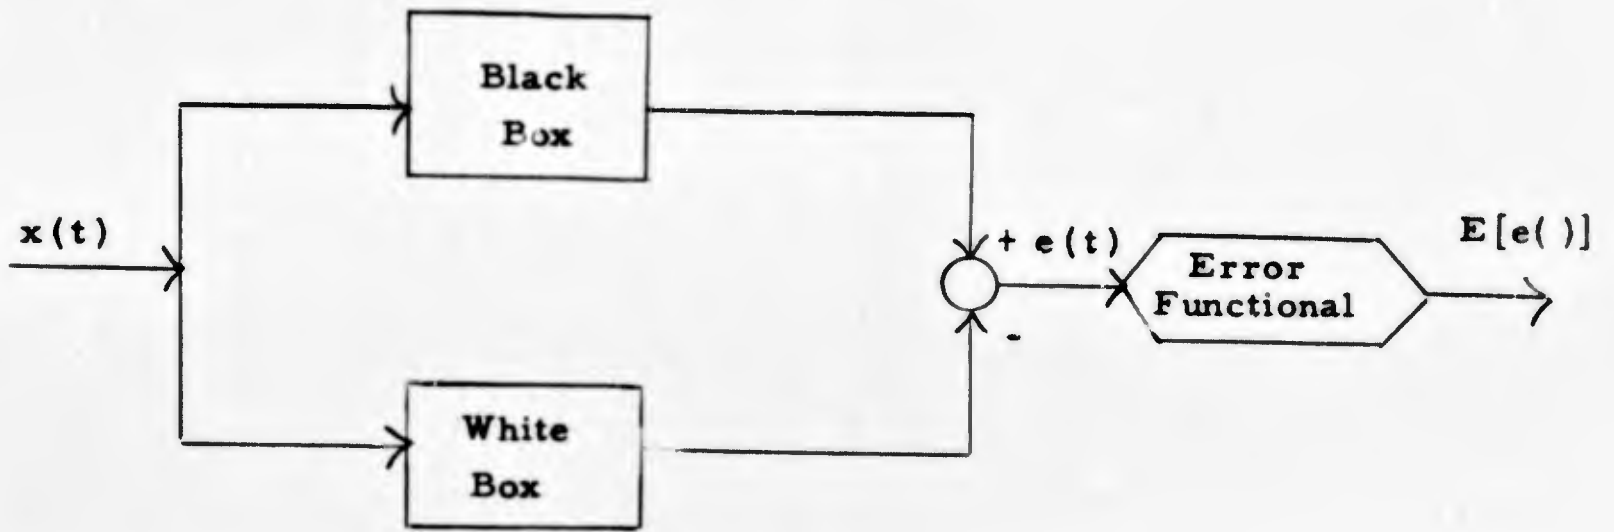 Black
Box
x(t)
+ e(t)
Error
Functional
E[e( )]
-
White
Box